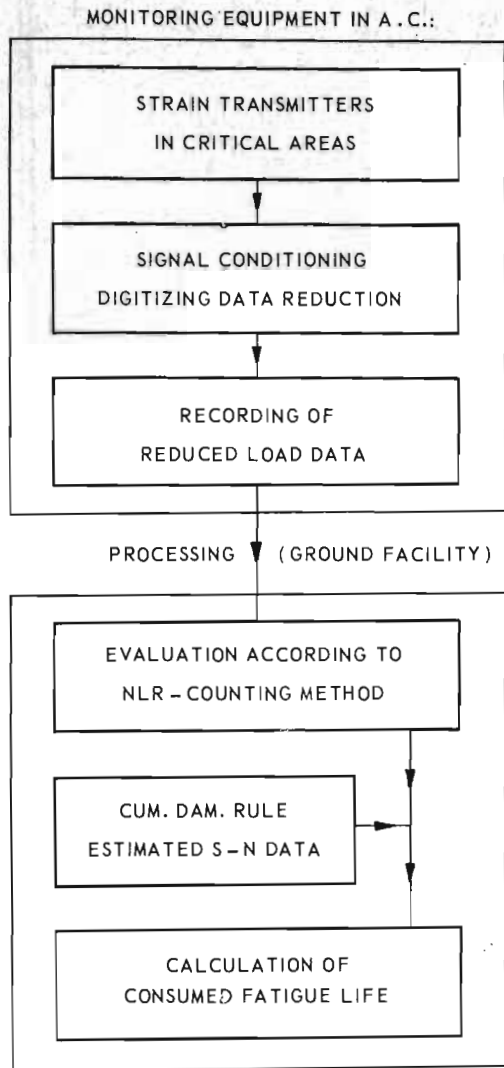 MONITORING EQUIPMENT IN A.C.:
STRAIN TRANSMITTERS
IN CRITICAL AREAS
SIGNAL CONDITIONING
DIGITIZING DATA REDUCTION
RECORDING OF
REDUCED LOAD DATA
PROCESSING (GROUND FACILITY)
EVALUATION ACCORDING TO
NLR-COUNTING METHOD
CUM. DAM. RULE
ESTIMATED S-N DATA
CALCULATION OF
CONSUMED FATIGUE LIFE